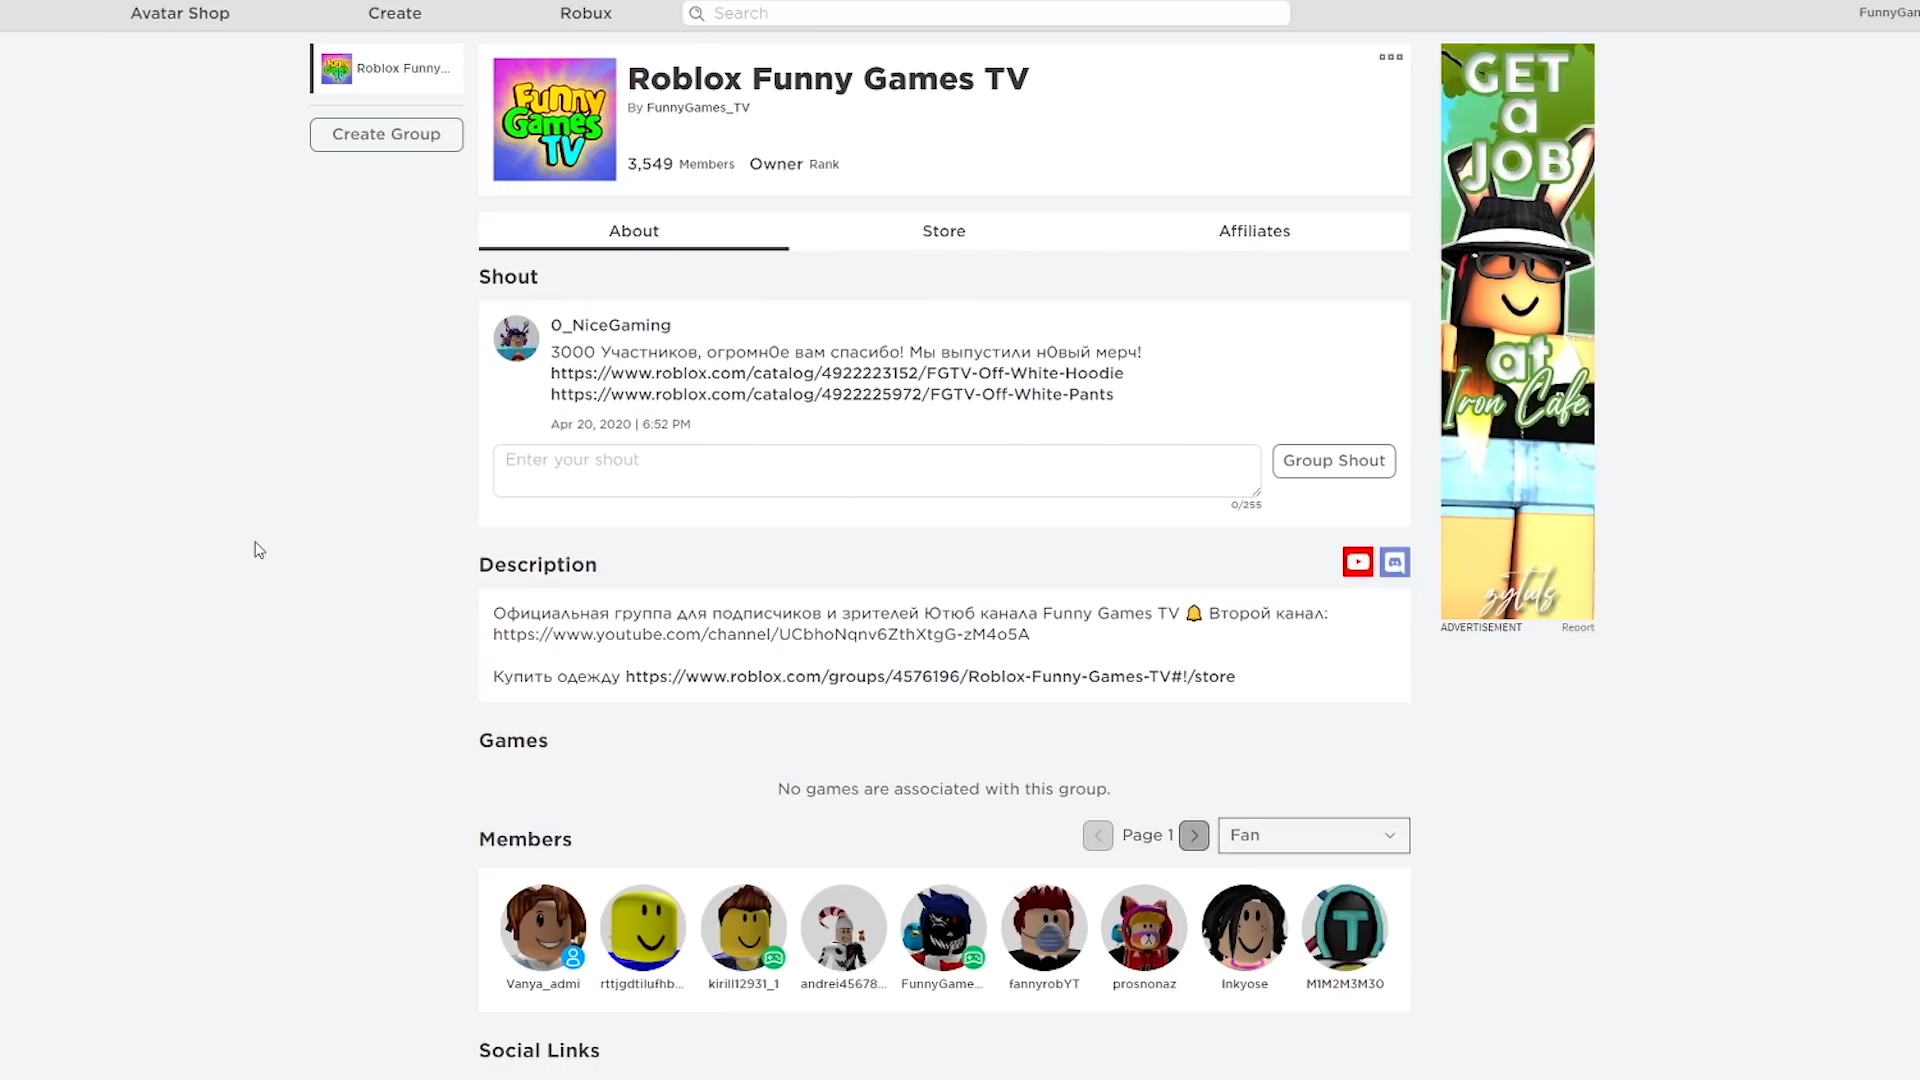 Avatar Shop
Create
Robux
Search
FunnyGam
Roblox Funny...
Create Group
Funny
Games
TV
Roblox Funny Games TV
By FunnyGames_TV
3,549 Members Owner Rank
About
Store
Affiliates
Shout
0_NiceGaming
3000 Участников, огромн0е вам спасибо! Мы выпустили н0вый мерч!
https://www.roblox.com/catalog/4922223152/FGTV-Off-White-Hoodie
https://www.roblox.com/catalog/4922225972/FGTV-Off-White-Pants
Apr 20, 2020 | 6:52 PM
Enter your shout
Group Shout
0/255
Description
Официальная группа для подписчиков и зрителей Ютюб канала Funny Games TV 🔔 Второй канал:
https://www.youtube.com/channel/UCbhoNqnv6ZthXtgG-zM4o5A
Купить одежду https://www.roblox.com/groups/4576196/Roblox-Funny-Games-TV#!/store
Games
No games are associated with this group.
Members
Page 1
Fan
Vanya_admi
rttjgdtilufhb...
kirill12931_1
andrei45678...
FunnyGame...
fannyrobYT
prosnonaz
Inkyose
M1M2M3M30
Social Links
GET
a
JOB
at
Iron Cafe.
ADVERTISEMENT
Report